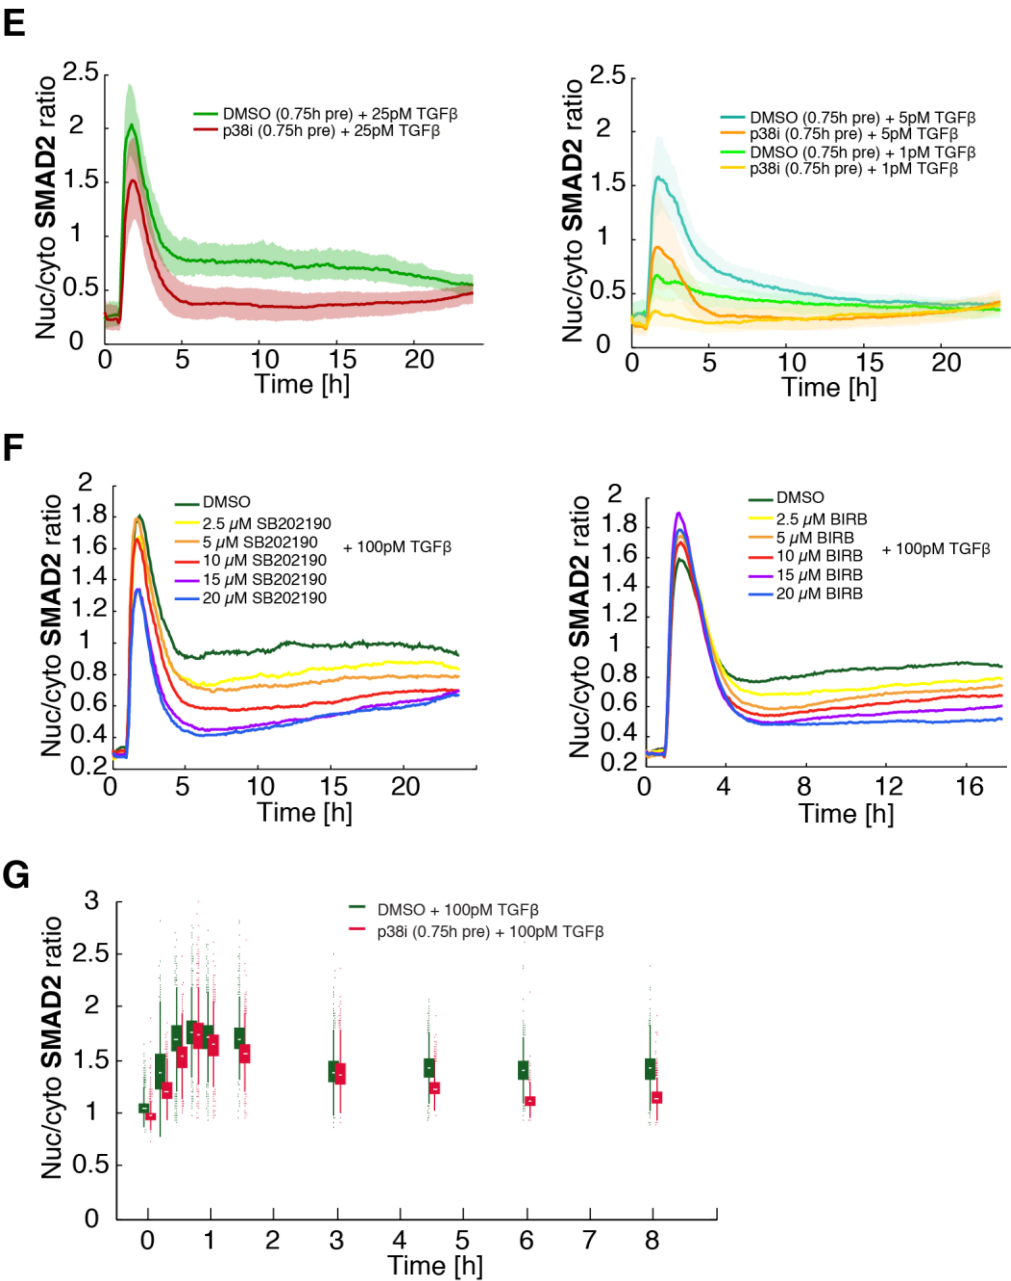 E
Nuc/cyto SMAD2 ratio
2.5
2
1.5
1
0.5
0
DMSO (0.75h pre) + 25pM TGFβ
p38i (0.75h pre) + 25pM TGFβ
0 5 10 15 20
Time [h]
Nuc/cyto SMAD2 ratio
2.5
2
1.5
1
0.5
0
DMSO (0.75h pre) + 5pM TGFβ
p38i (0.75h pre) + 5pM TGFβ
DMSO (0.75h pre) + 1pM TGFβ
p38i (0.75h pre) + 1pM TGFβ
0 5 10 15 20
Time [h]
F
Nuc/cyto SMAD2 ratio
2
1.8
1.6
1.4
1.2
1
0.8
0.6
0.4
0.2
DMSO
2.5 µM SB202190
5 µM SB202190
10 µM SB202190
15 µM SB202190
20 µM SB202190
+ 100pM TGFβ
0 5 10 15 20
Time [h]
Nuc/cyto SMAD2 ratio
2
1.8
1.6
1.4
1.2
1
0.8
0.6
0.4
0.2
DMSO
2.5 µM BIRB
5 µM BIRB
10 µM BIRB
15 µM BIRB
20 µM BIRB
+ 100pM TGFβ
0 4 8 12 16
Time [h]
G
Nuc/cyto SMAD2 ratio
3
2.5
2
1.5
1
0.5
0
DMSO + 100pM TGFβ
p38i (0.75h pre) + 100pM TGFβ
0 1 2 3 4 5 6 7 8
Time [h]